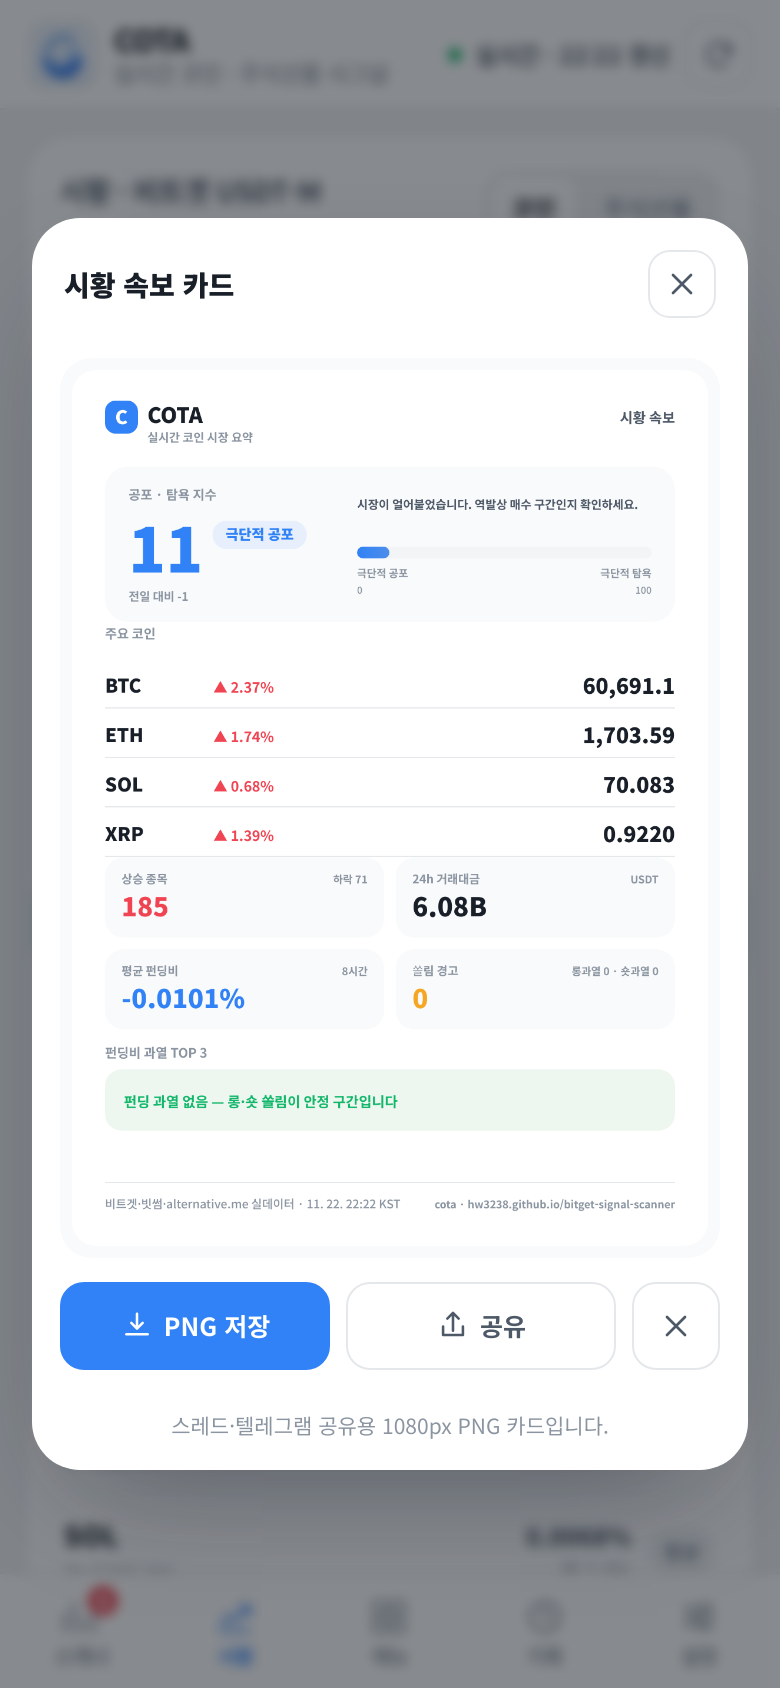 COTA
시황 · 비트겟 USDT-M
시황 속보 카드
C COTA
실시간 코인 시장 요약
시황 속보
공포 · 탐욕 지수
11 극단적 공포
전일 대비 -1
시장이 얼어붙었습니다. 역발상 매수 구간인지 확인하세요.
극단적 공포 극단적 탐욕
0 100
주요 코인
BTC ▲ 2.37% 60,691.1
ETH ▲ 1.74% 1,703.59
SOL ▲ 0.68% 70.083
XRP ▲ 1.39% 0.9220
상승 종목 하락 71
185
24h 거래대금 USDT
6.08B
평균 펀딩비 8시간
-0.0101%
쏠림 경고 롱과열 0 · 숏과열 0
0
펀딩비 과열 TOP 3
펀딩 과열 없음 — 롱·숏 쏠림이 안정 구간입니다
비트겟·빗썸·alternative.me 실데이터 · 11. 22. 22:22 KST
cota · hw3238.github.io/bitget-signal-scanner
PNG 저장
공유
스레드·텔레그램 공유용 1080px PNG 카드입니다.
SOL